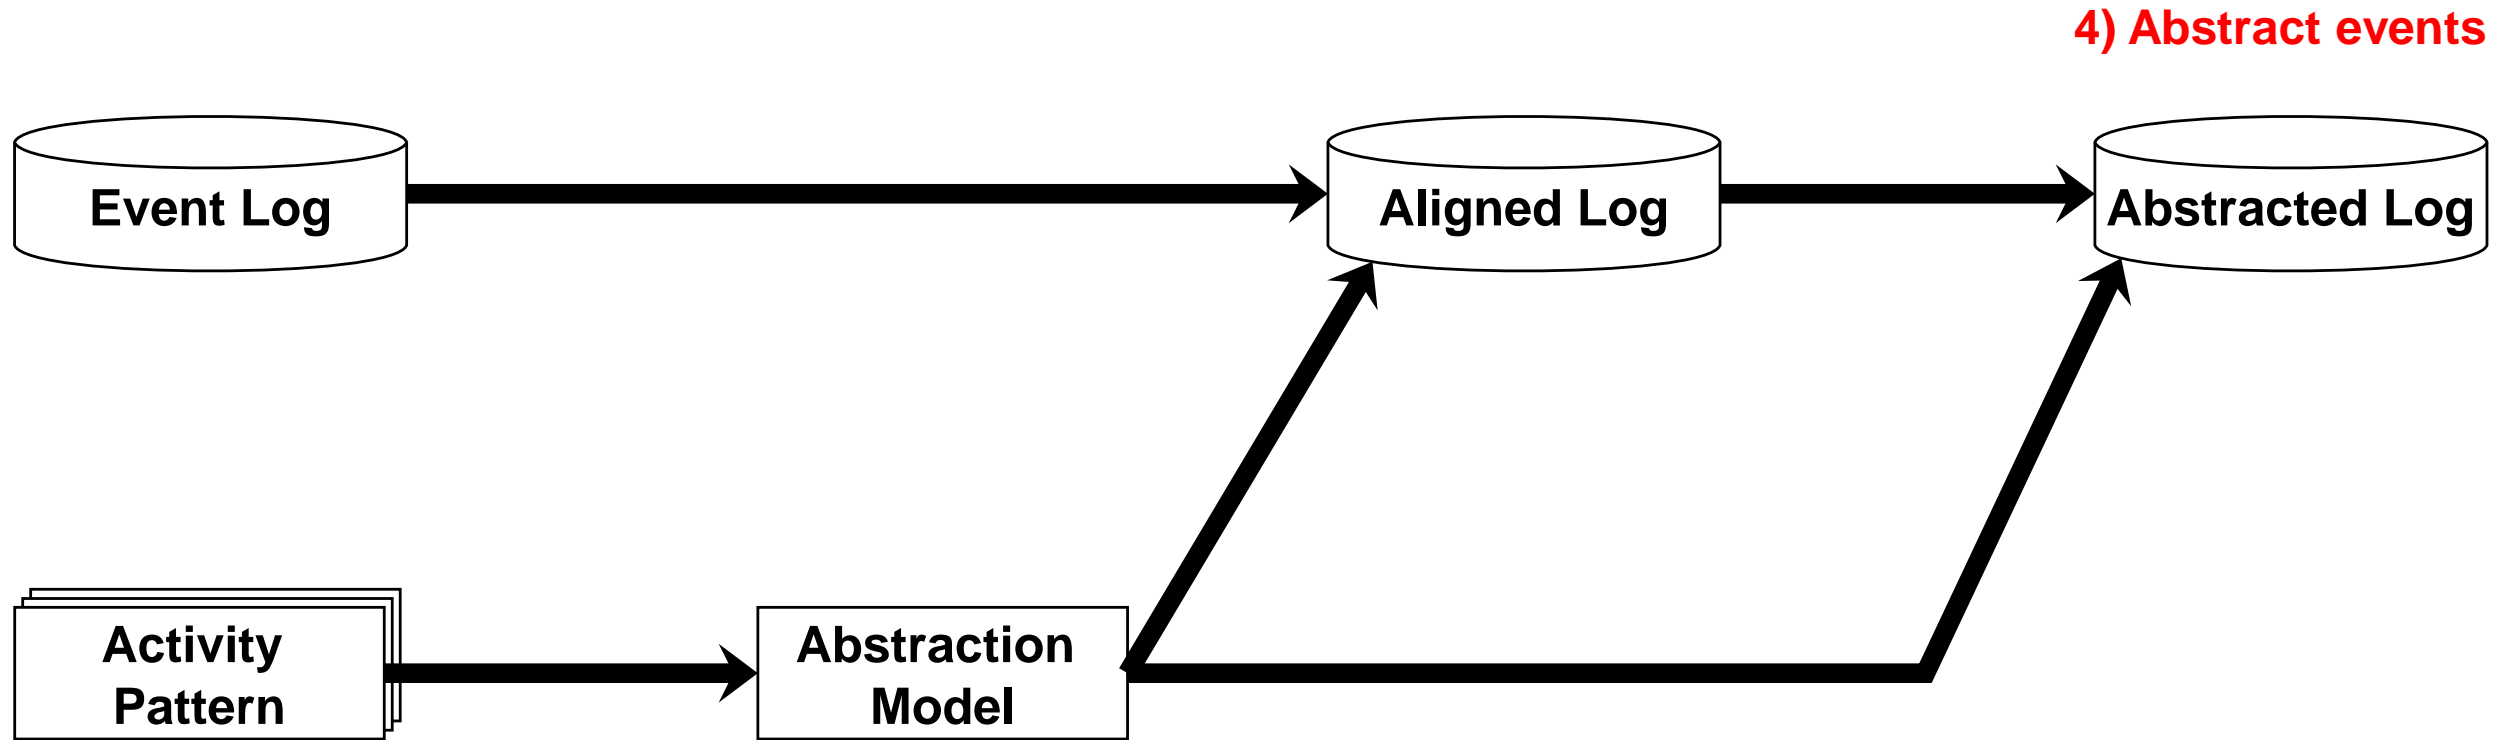 4) Abstract events
Event Log
Aligned Log
Abstracted Log
Activity
Pattern
Abstraction
Model